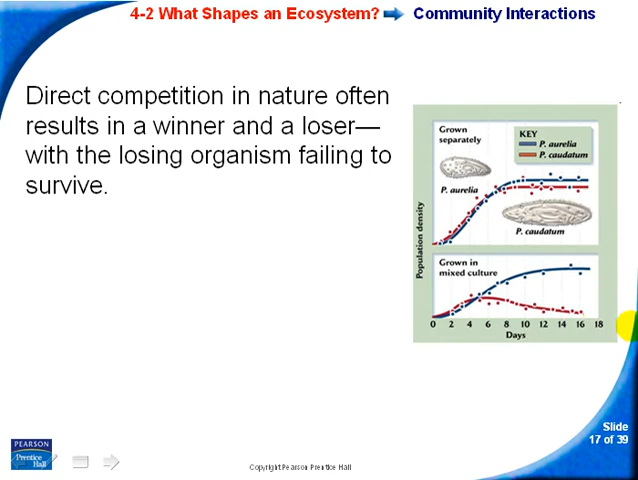 4-2 What Shapes an Ecosystem? Community Interactions
Direct competition in nature often
results in a winner and a loser—
with the losing organism failing to
survive.
Grown
separately
KEY
P. aurelia
P. caudatum
P. aurelia
P. caudatum
Population density
Grown in
mixed culture
0 2 4 6 8 10 12 14 16 18
Days
Slide
17 of 39
PEARSON
Prentice
Hall
Copyright Pearson Prentice Hall